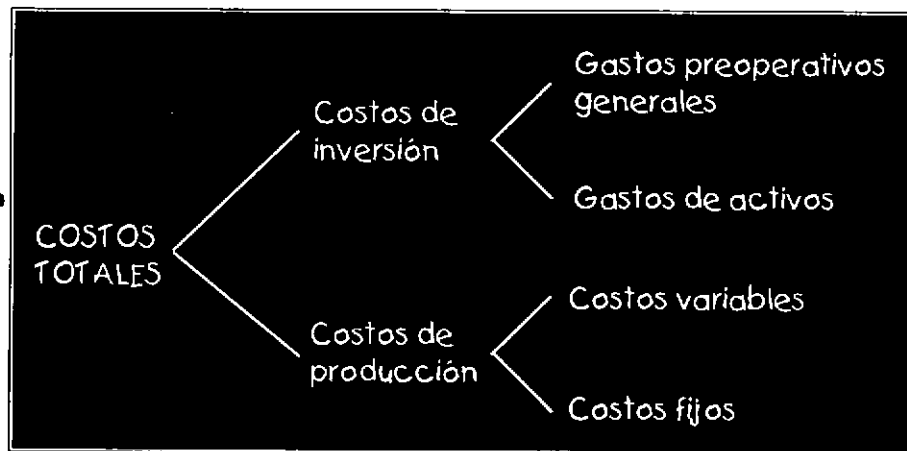 COSTOS
TOTALES
Costos de
inversión
Gastos preoperativos
generales
Gastos de activos
Costos de
producción
Costos variables
Costos fijos